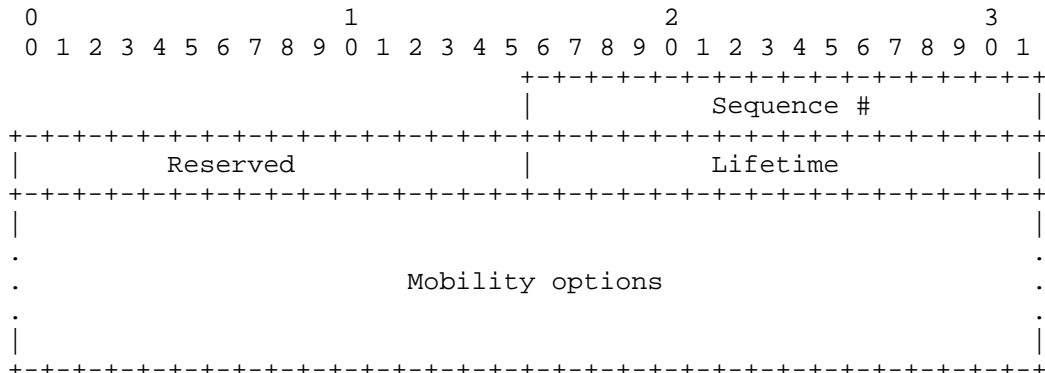 0                   1                   2                   3
 0 1 2 3 4 5 6 7 8 9 0 1 2 3 4 5 6 7 8 9 0 1 2 3 4 5 6 7 8 9 0 1
                                +-+-+-+-+-+-+-+-+-+-+-+-+-+-+-+-+
                                |           Sequence #          |
+-+-+-+-+-+-+-+-+-+-+-+-+-+-+-+-+-+-+-+-+-+-+-+-+-+-+-+-+-+-+-+-+
|         Reserved              |           Lifetime            |
+-+-+-+-+-+-+-+-+-+-+-+-+-+-+-+-+-+-+-+-+-+-+-+-+-+-+-+-+-+-+-+-+
|                                                               |
.                                                               .
.                        Mobility options                       .
.                                                               .
|                                                               |
+-+-+-+-+-+-+-+-+-+-+-+-+-+-+-+-+-+-+-+-+-+-+-+-+-+-+-+-+-+-+-+-+